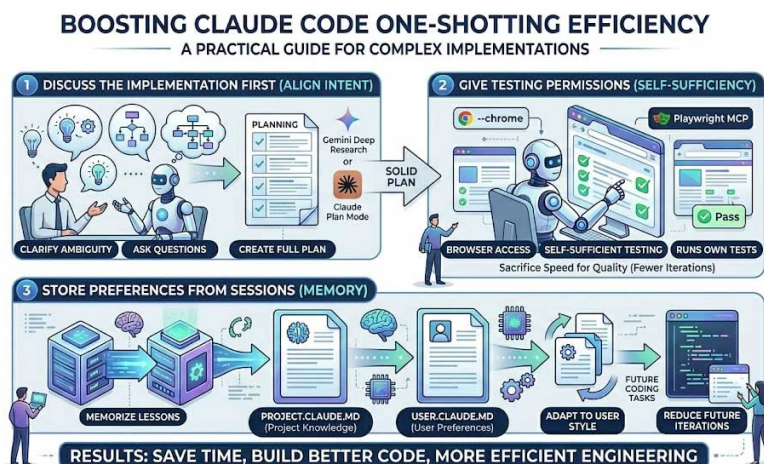 BOOSTING CLAUDE CODE ONE-SHOTTING EFFICIENCY
A PRACTICAL GUIDE FOR COMPLEX IMPLEMENTATIONS
1 DISCUSS THE IMPLEMENTATION FIRST (ALIGN INTENT)
PLANNING
Gemini Deep
Research
or
Claude
Plan Mode
CLARIFY AMBIGUITY
ASK QUESTIONS
CREATE FULL PLAN
SOLID
PLAN
2 GIVE TESTING PERMISSIONS (SELF-SUFFICIENCY)
--chrome
Playwright MCP
Pass
BROWSER ACCESS
SELF-SUFFICIENT TESTING
RUNS OWN TESTS
Sacrifice Speed for Quality (Fewer Iterations)
3 STORE PREFERENCES FROM SESSIONS (MEMORY)
MEMORIZE LESSONS
PROJECT.CLAUDE.MD
(Project Knowledge)
USER.CLAUDE.MD
(User Preferences)
ADAPT TO USER
STYLE
FUTURE
CODING
TASKS
REDUCE FUTURE
ITERATIONS
RESULTS: SAVE TIME, BUILD BETTER CODE, MORE EFFICIENT ENGINEERING